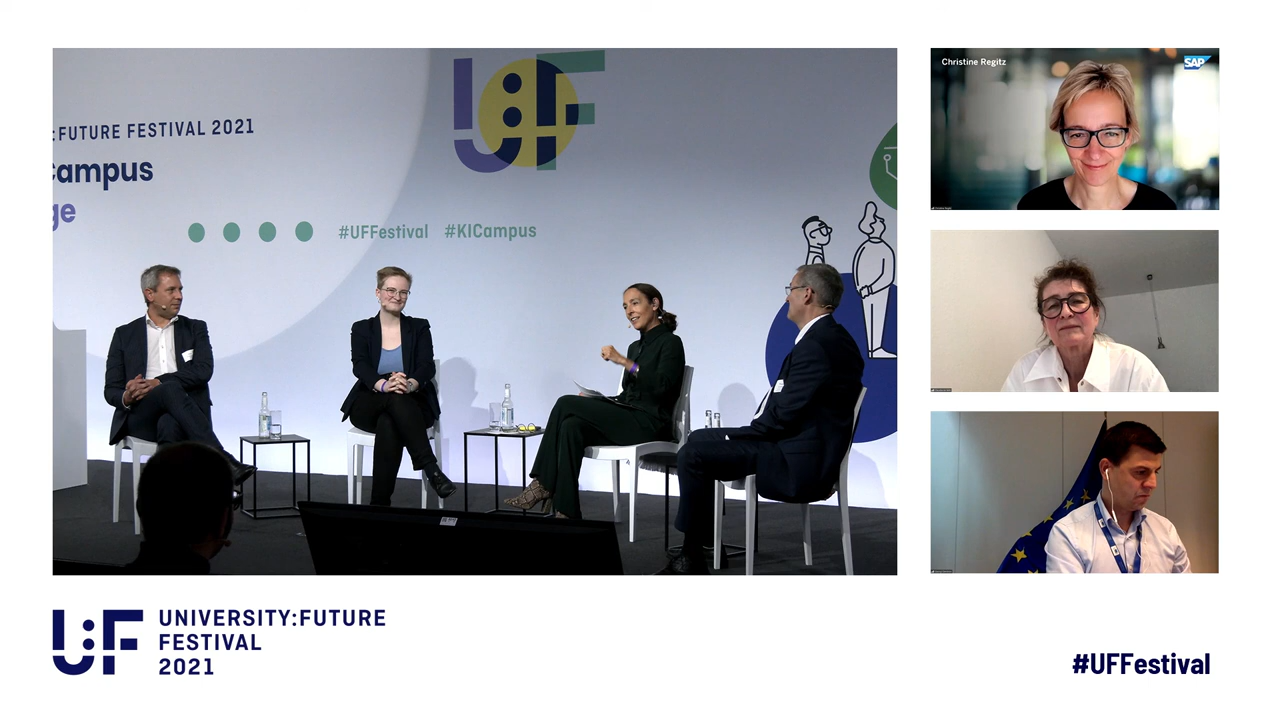 :FUTURE FESTIVAL 2021
Campus
ge
#UFFestival #KICampus
U:F
Christine Regitz
SAP
U:F
UNIVERSITY:FUTURE
FESTIVAL
2021
#UFFestival